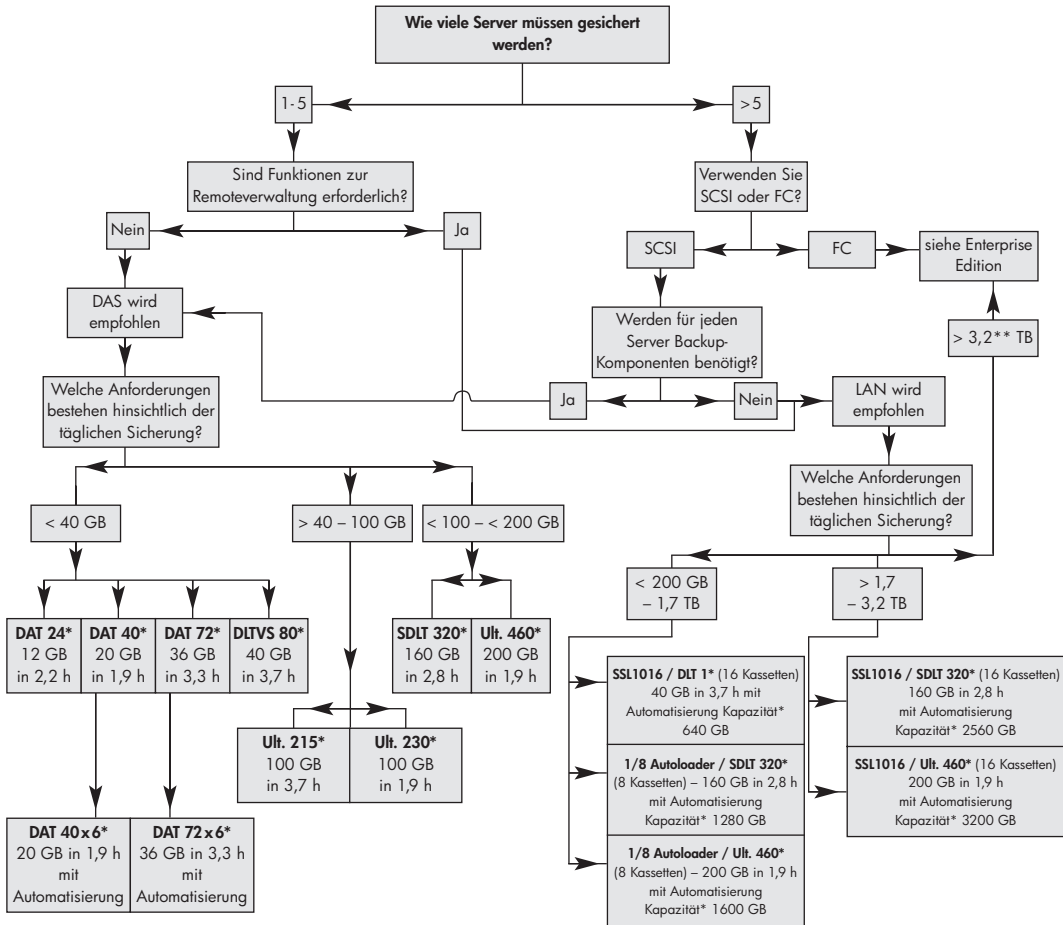 Wie viele Server müssen gesichert
werden?
1- 5
> 5
Sind Funktionen zur
Remoteverwaltung erforderlich?
Verwenden Sie
SCSI oder FC?
Nein
Ja
SCSI
FC
siehe Enterprise
Edition
DAS wird
empfohlen
Werden für jeden
Server Backup-
Komponenten benötigt?
> 3,2** TB
Welche Anforderungen
bestehen hinsichtlich der
täglichen Sicherung?
Ja
Nein
LAN wird
empfohlen
Welche Anforderungen
bestehen hinsichtlich der
täglichen Sicherung?
< 40 GB
> 40 – 100 GB
< 100 – < 200 GB
< 200 GB
– 1,7 TB
> 1,7
– 3,2 TB
DAT 24*
12 GB
in 2,2 h
DAT 40*
20 GB
in 1,9 h
DAT 72*
36 GB
in 3,3 h
DLTVS 80*
40 GB
in 3,7 h
SDLT 320*
160 GB
in 2,8 h
Ult. 460*
200 GB
in 1,9 h
Ult. 215*
100 GB
in 3,7 h
Ult. 230*
100 GB
in 1,9 h
DAT 40x6*
20 GB in 1,9 h
mit
Automatisierung
DAT 72x6*
36 GB in 3,3 h
mit
Automatisierung
SSL1016 / DLT 1* (16 Kassetten)
40 GB in 3,7 h mit
Automatisierung Kapazität*
640 GB
1/8 Autoloader / SDLT 320*
(8 Kassetten) – 160 GB in 2,8 h
mit Automatisierung
Kapazität* 1280 GB
1/8 Autoloader / Ult. 460*
(8 Kassetten) – 200 GB in 1,9 h
mit Automatisierung
Kapazität* 1600 GB
SSL1016 / SDLT 320* (16 Kassetten)
160 GB in 2,8 h
mit Automatisierung
Kapazität* 2560 GB
SSL1016 / Ult. 460* (16 Kassetten)
200 GB in 1,9 h
mit Automatisierung
Kapazität* 3200 GB